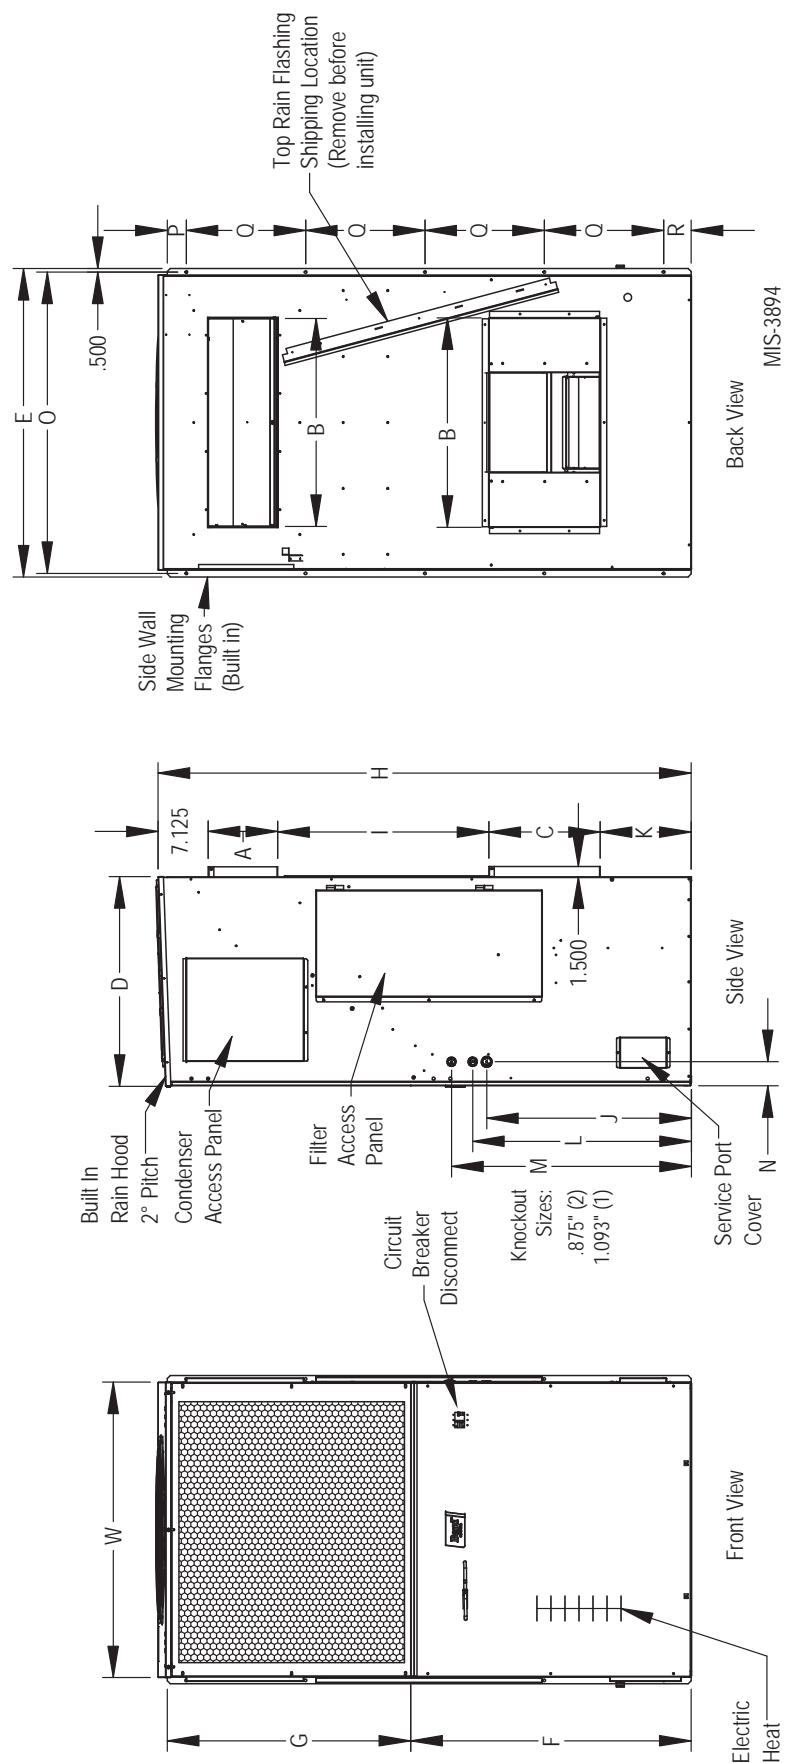 W
G
F
Electric
Heat
Bard
Circuit
Breaker
Disconnect
Front View
Built In
Rain Hood
2° Pitch
Condenser
Access Panel
Filter
Access
Panel
D
7.125
A
I
H
C
K
1.500
M
L
J
N
Knockout
Sizes:
.875" (2)
1.093" (1)
Service Port
Cover
Side View
Side Wall
Mounting
Flanges
(Built in)
E
O
.500
P
Q
Q
Q
Q
R
B
B
Top Rain Flashing
Shipping Location
(Remove before
installing unit)
Back View
MIS-3894